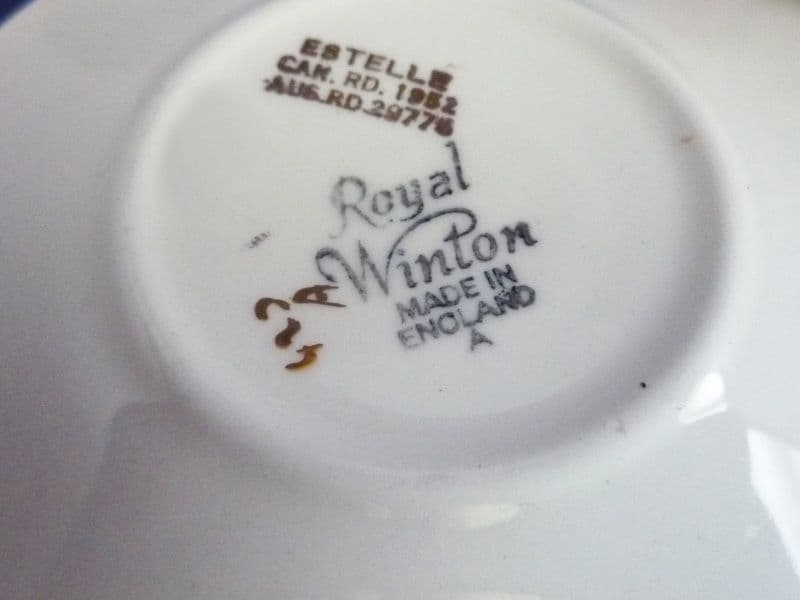 ESTELLE
CAN. RD. 1952
AUS. RD. 29776
Royal
Winton
MADE IN
ENGLAND
A
A